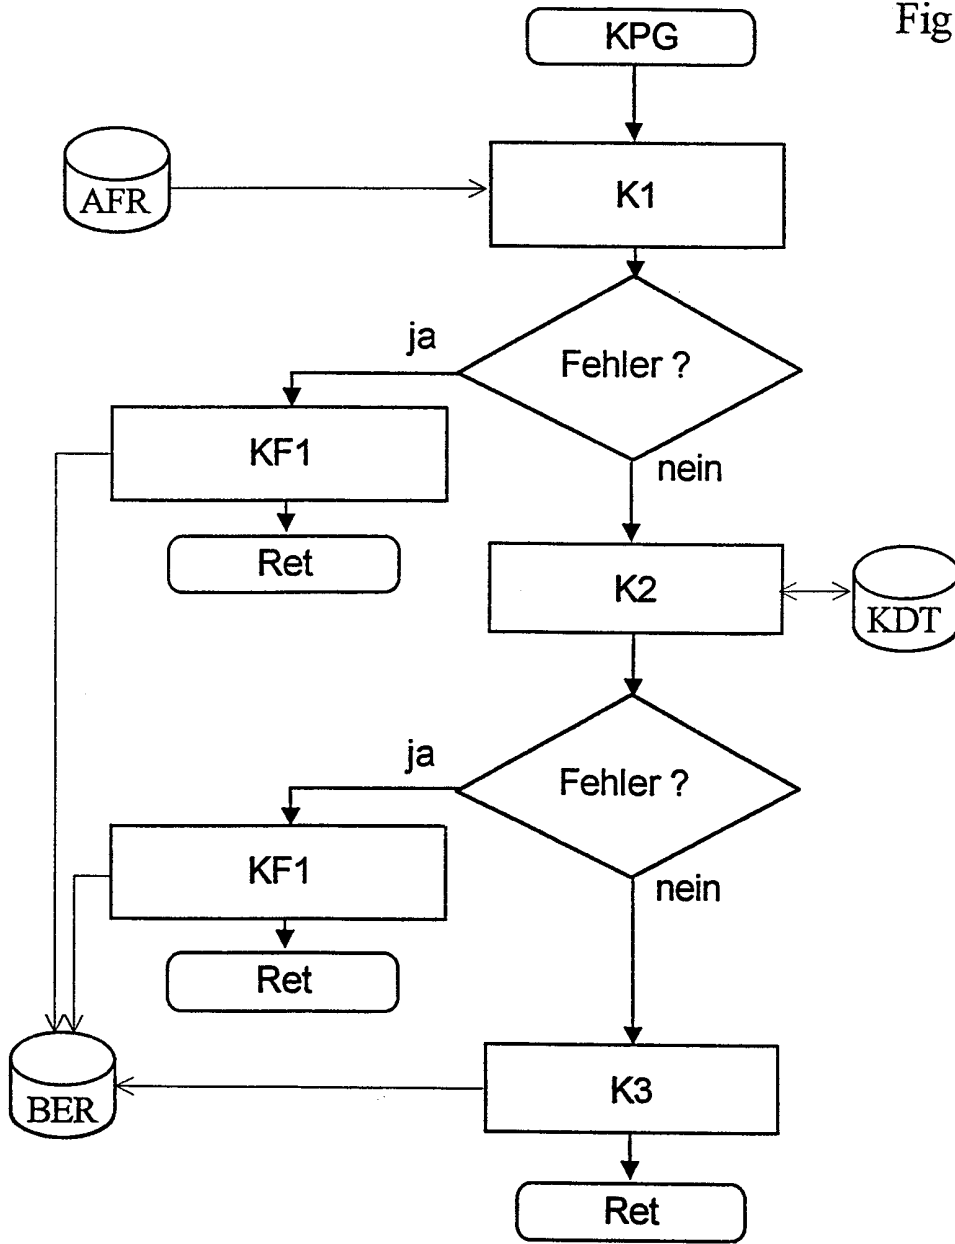 Fig
KPG
AFR
K1
ja
Fehler ?
KF1
nein
Ret
K2
KDT
ja
Fehler ?
KF1
nein
Ret
K3
BER
Ret